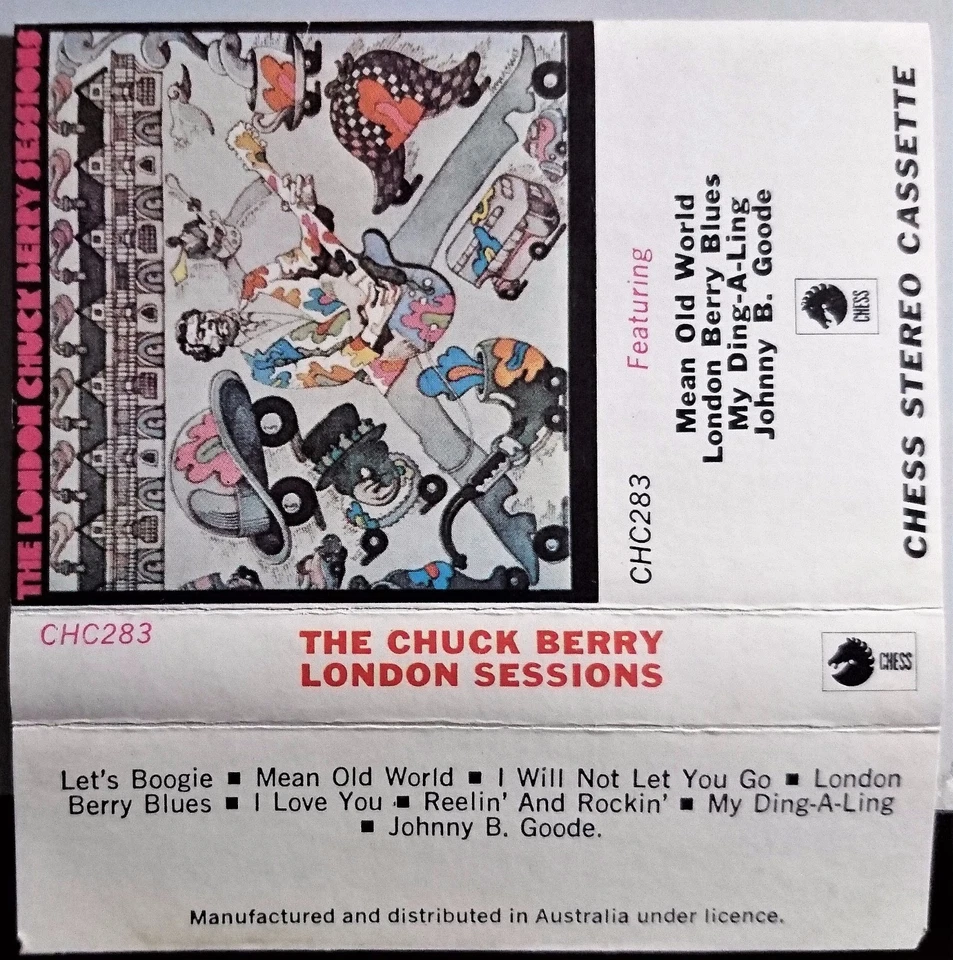 THE LONDON CHUCK BERRY SESSIONS
CHC283
Featuring
Mean Old World
London Berry Blues
My Ding-A-Ling
Johnny B. Goode
CHESS
CHESS STEREO CASSETTE
CHC283
THE CHUCK BERRY
LONDON SESSIONS
CHESS
Let's Boogie ■ Mean Old World ■ I Will Not Let You Go ■ London
Berry Blues ■ I Love You ■ Reelin' And Rockin' ■ My Ding-A-Ling
■ Johnny B. Goode.
Manufactured and distributed in Australia under licence.